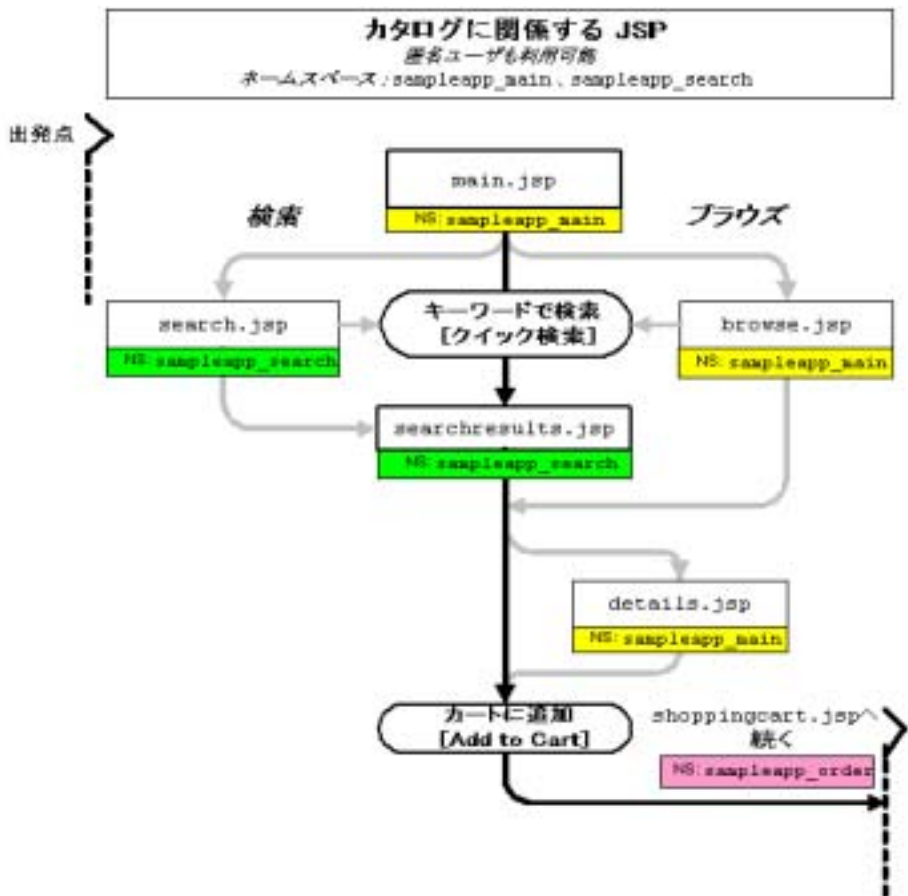 カタログに関係する JSP
匿名ユーザも利用可能
ネームスペース : sampleapp_main 、 sampleapp_search
出発点
main.jsp
NS: sampleapp_main
検索
ブラウズ
search.jsp
NS: sampleapp_search
キーワードで検索
[クイック検索]
browse.jsp
NS: sampleapp_main
searchresults.jsp
NS: sampleapp_search
details.jsp
NS: sampleapp_main
カートに追加
[Add to Cart]
shoppingcart.jspへ
続く
NS: sampleapp_order